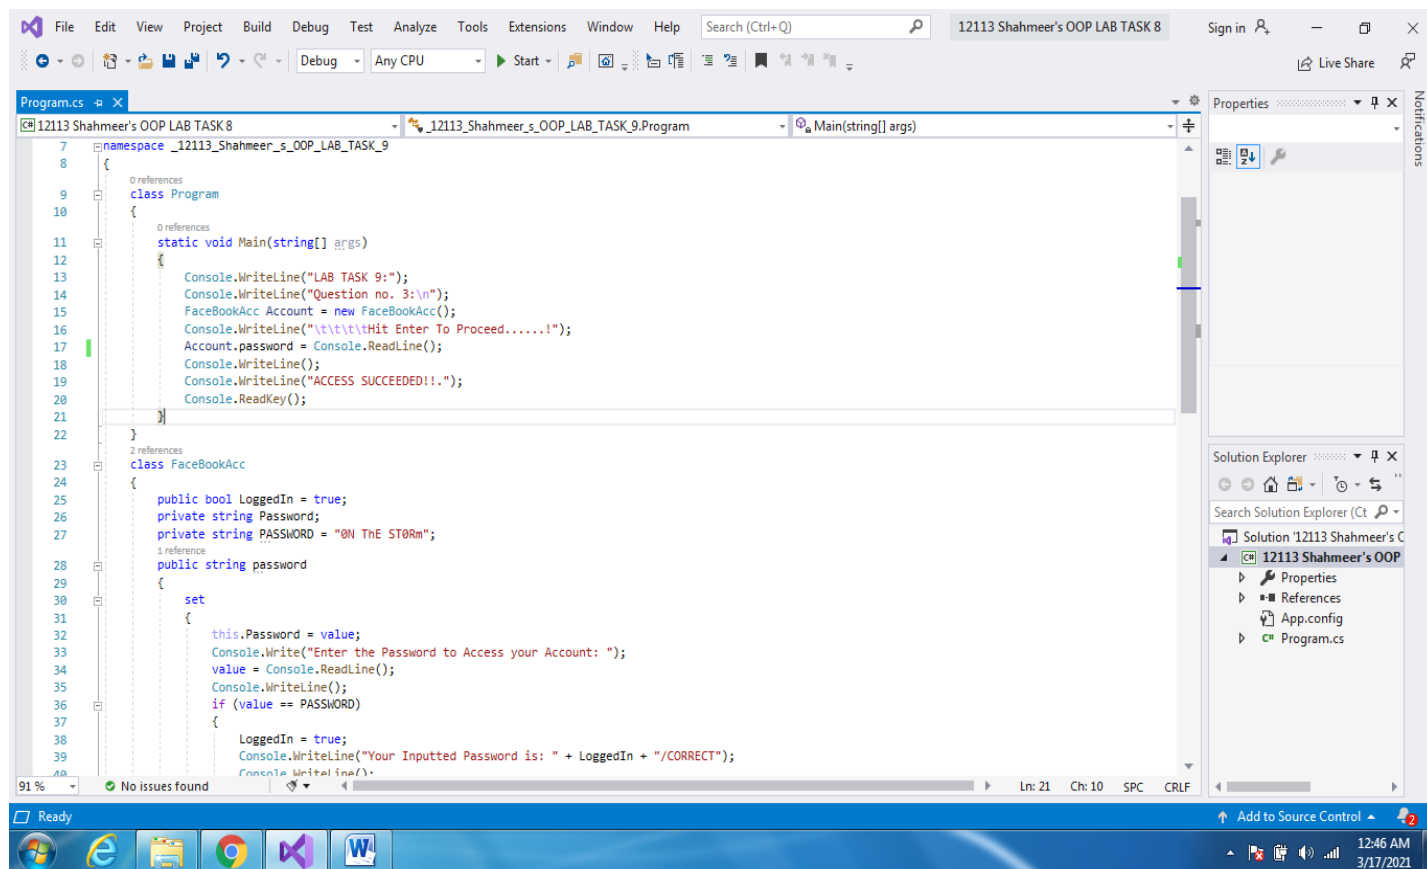 File Edit View Project Build Debug Test Analyze Tools Extensions Window Help Search (Ctrl+Q) 12113 Shahmeer's OOP LAB TASK 8 Sign in
Debug Any CPU Start Live Share
Program.cs Properties Notifications
C# 12113 Shahmeer's OOP LAB TASK 8 _12113_Shahmeer_s_OOP_LAB_TASK_9.Program Main(string[] args)
7 namespace _12113_Shahmeer_s_OOP_LAB_TASK_9
8 {
0 references
9 class Program
10 {
0 references
11 static void Main(string[] args)
12 {
13 Console.WriteLine("LAB TASK 9:");
14 Console.WriteLine("Question no. 3:\n");
15 FaceBookAcc Account = new FaceBookAcc();
16 Console.WriteLine("\t\t\t\tHit Enter To Proceed......!");
17 Account.password = Console.ReadLine();
18 Console.WriteLine();
19 Console.WriteLine("ACCESS SUCCEEDED!!.");
20 Console.ReadKey();
21 }
22 }
2 references
23 class FaceBookAcc
24 {
25 public bool LoggedIn = true;
26 private string Password;
27 private string PASSWORD = "0N ThE ST0Rm";
1 reference
28 public string password
29 {
30 set
31 {
32 this.Password = value;
33 Console.Write("Enter the Password to Access your Account: ");
34 value = Console.ReadLine();
35 Console.WriteLine();
36 if (value == PASSWORD)
37 {
38 LoggedIn = true;
39 Console.WriteLine("Your Inputted Password is: " + LoggedIn + "/CORRECT");
40 Console.WriteLine();
Solution Explorer
Search Solution Explorer (Ct
Solution '12113 Shahmeer's C
C# 12113 Shahmeer's OOP
Properties
References
App.config
C# Program.cs
91 % No issues found Ln: 21 Ch: 10 SPC CRLF
Ready Add to Source Control 2
12:46 AM
3/17/2021